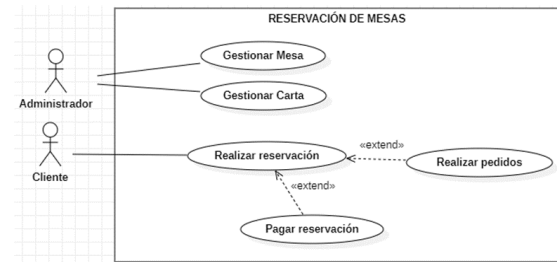 RESERVACIÓN DE MESAS
Gestionar Mesa
Administrador
Gestionar Carta
Cliente
Realizar reservación
«extend»
Realizar pedidos
«extend»
Pagar reservación